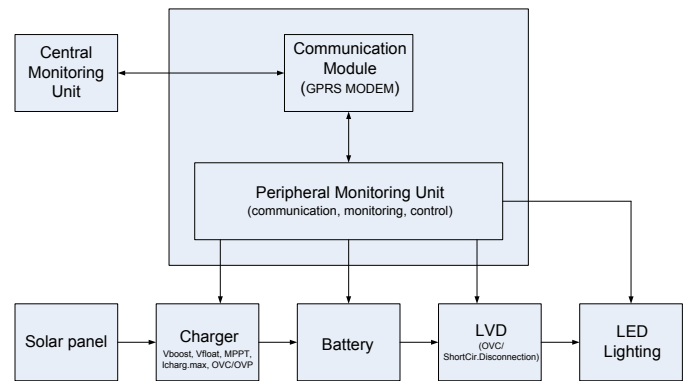 Central
Monitoring
Unit
Communication
Module
(GPRS MODEM)
Peripheral Monitoring Unit
(communication, monitoring, control)
Solar panel
Charger
Vboost, Vfloat, MPPT,
Icharg.max, OVC/OVP
Battery
LVD
(OVC/
ShortCir.Disconnection)
LED
Lighting